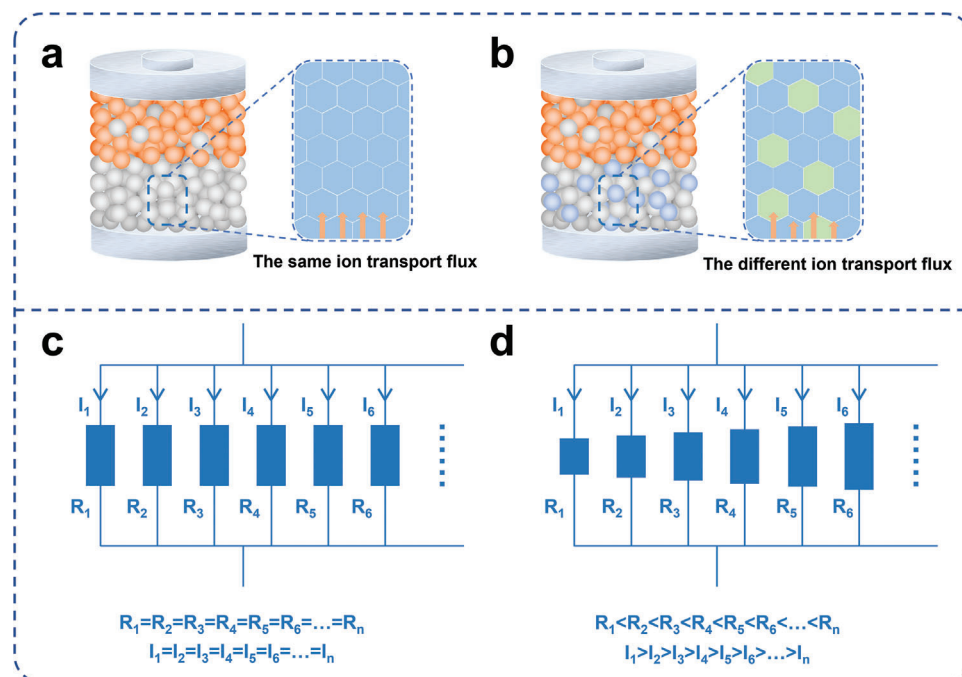 a
b
The same ion transport flux
The different ion transport flux
c
d
I₁ I₂ I₃ I₄ I₅ I₆
R₁ R₂ R₃ R₄ R₅ R₆
I₁ I₂ I₃ I₄ I₅ I₆
R₁ R₂ R₃ R₄ R₅ R₆
R₁=R₂=R₃=R₄=R₅=R₆=...=Rₙ
I₁=I₂=I₃=I₄=I₅=I₆=...=Iₙ
R₁<R₂<R₃<R₄<R₅<R₆<...<Rₙ
I₁>I₂>I₃>I₄>I₅>I₆>...>Iₙ